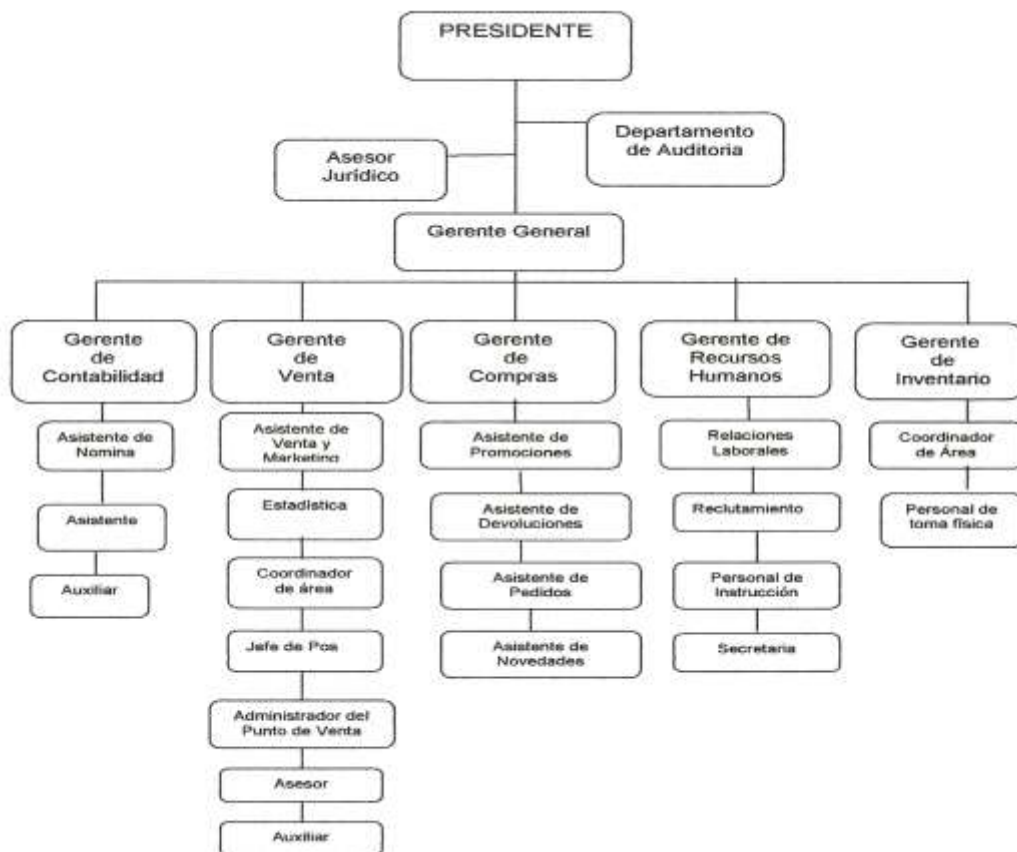 PRESIDENTE
Departamento
de Auditoria
Asesor
Jurídico
Gerente General
Gerente
de
Contabilidad
Gerente
de
Venta
Gerente
de
Compras
Gerente de
Recursos
Humanos
Gerente
de
Inventario
Asistente de
Nomina
Asistente
Auxiliar
Asistente de
Venta y
Marketing
Estadística
Coordinador
de área
Jefe de Pos
Administrador del
Punto de Venta
Asesor
Auxiliar
Asistente de
Promociones
Asistente de
Devoluciones
Asistente de
Pedidos
Asistente de
Novedades
Relaciones
Laborales
Reclutamiento
Personal de
Instrucción
Secretaria
Coordinador
de Área
Personal de
toma física